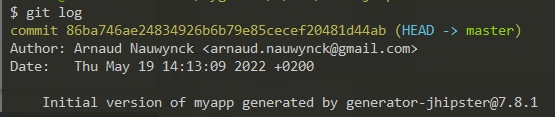 $ git log
commit 86ba746ae24834926b6b79e85cecef20481d44ab (HEAD -> master)
Author: Arnaud Nauwynck <arnaud.nauwynck@gmail.com>
Date:   Thu May 19 14:13:09 2022 +0200
    Initial version of myapp generated by generator-jhipster@7.8.1